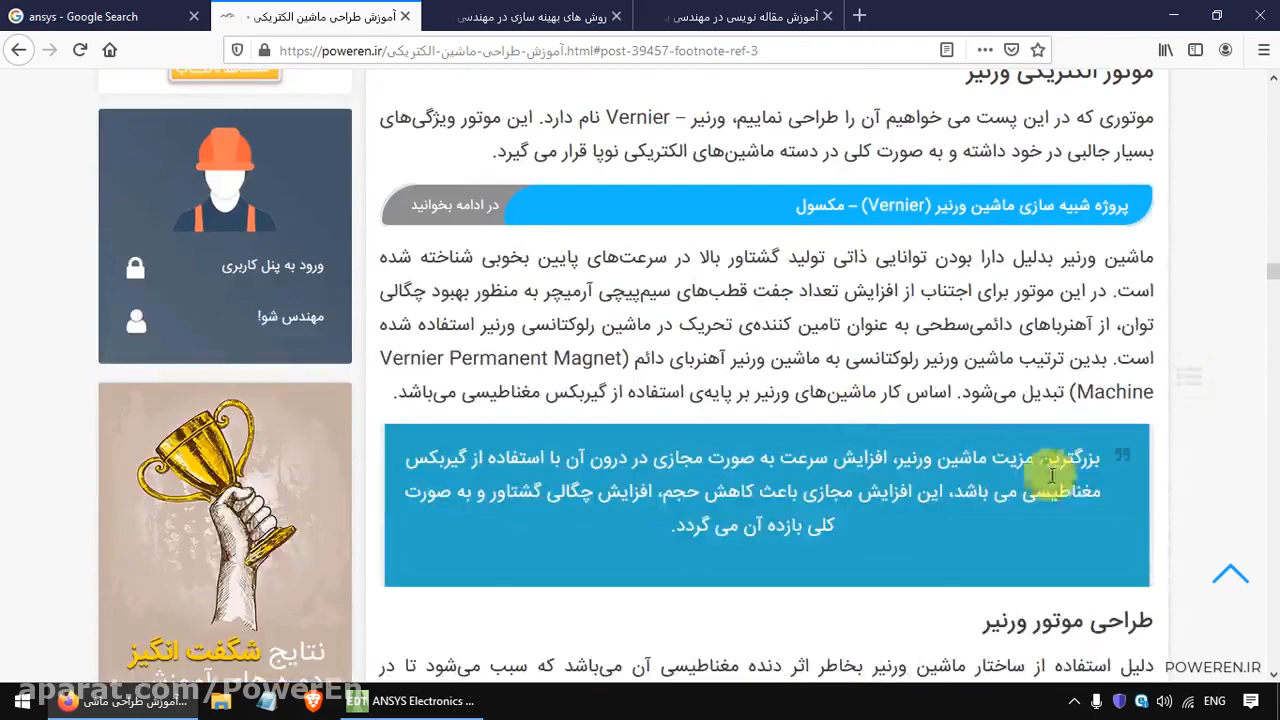 ansys - Google Search
آموزش طراحی ماشین الکتریکی
روش های بهینه سازی در مهندسی
آموزش مقاله نویسی در مهندسی
https://poweren.ir/آموزش-طراحی-ماشین-الکتریکی.html#post-39457-footnote-ref-3
موتور الکتریکی ورنیر
موتوری که در این پست می خواهیم آن را طراحی نماییم، ورنیر – Vernier نام دارد. این موتور ویژگی‌های
بسیار جالبی در خود داشته و به صورت کلی در دسته ماشین‌های الکتریکی نوپا قرار می گیرد.
پروژه شبیه سازی ماشین ورنیر (Vernier) – مکسول
در ادامه بخوانید
ماشین ورنیر بدلیل دارا بودن توانایی ذاتی تولید گشتاور بالا در سرعت‌های پایین بخوبی شناخته شده
است. در این موتور برای اجتناب از افزایش تعداد جفت قطب‌های سیم‌پیچی آرمیچر به منظور بهبود چگالی
توان، از آهنرباهای دائمی‌سطحی به عنوان تامین کننده‌ی تحریک در ماشین رلوکتانسی ورنیر استفاده شده
است. بدین ترتیب ماشین ورنیر رلوکتانسی به ماشین ورنیر آهنربای دائم (Vernier Permanent Magnet
Machine) تبدیل می‌شود. اساس کار ماشین‌های ورنیر بر پایه‌ی استفاده از گیربکس مغناطیسی می‌باشد.
بزرگترین مزیت ماشین ورنیر، افزایش سرعت به صورت مجازی در درون آن با استفاده از گیربکس
مغناطیسی می باشد، این افزایش مجازی باعث کاهش حجم، افزایش چگالی گشتاور و به صورت
کلی بازده آن می گردد.
طراحی موتور ورنیر
دلیل استفاده از ساختار ماشین ورنیر بخاطر اثر دنده مغناطیسی آن می‌باشد که سبب می‌شود تا در
ورود به پنل کاربری
مهندس شو!
نتایج شگفت انگیز
POWEREN.IR
aparat.com/PowerEn
آموزش طراحی ماشی...
EDT
ANSYS Electronics ...
ENG